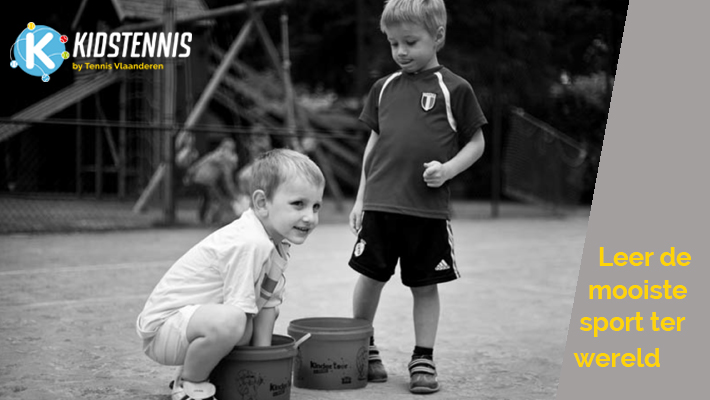 KIDSTENNIS
by Tennis Vlaanderen
Leer de
mooiste
sport ter
wereld